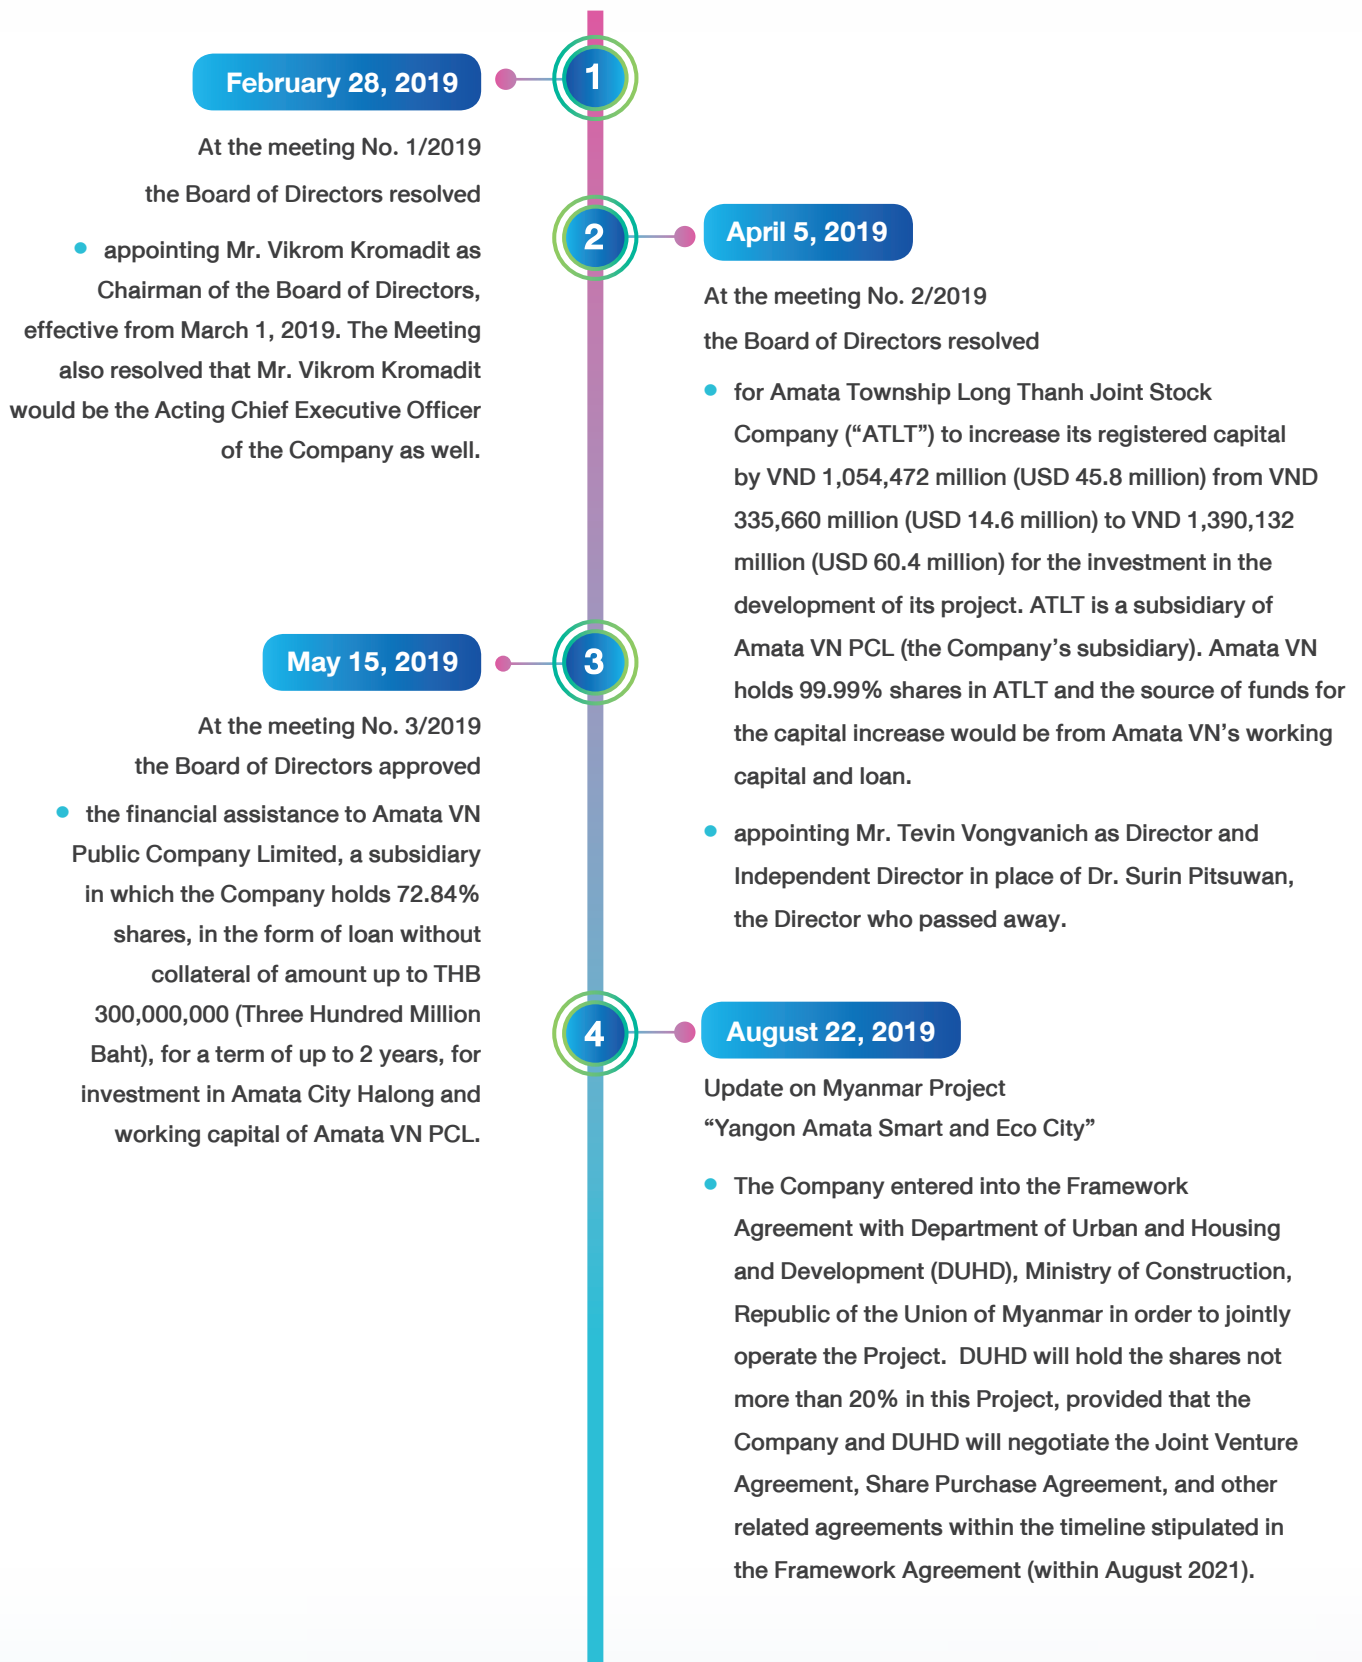 1
February 28, 2019
At the meeting No. 1/2019
the Board of Directors resolved
• appointing Mr. Vikrom Kromadit as
Chairman of the Board of Directors,
effective from March 1, 2019. The Meeting
also resolved that Mr. Vikrom Kromadit
would be the Acting Chief Executive Officer
of the Company as well.
2
April 5, 2019
At the meeting No. 2/2019
the Board of Directors resolved
• for Amata Township Long Thanh Joint Stock
Company (“ATLT”) to increase its registered capital
by VND 1,054,472 million (USD 45.8 million) from VND
335,660 million (USD 14.6 million) to VND 1,390,132
million (USD 60.4 million) for the investment in the
development of its project. ATLT is a subsidiary of
Amata VN PCL (the Company’s subsidiary). Amata VN
holds 99.99% shares in ATLT and the source of funds for
the capital increase would be from Amata VN’s working
capital and loan.
• appointing Mr. Tevin Vongvanich as Director and
Independent Director in place of Dr. Surin Pitsuwan,
the Director who passed away.
3
May 15, 2019
At the meeting No. 3/2019
the Board of Directors approved
• the financial assistance to Amata VN
Public Company Limited, a subsidiary
in which the Company holds 72.84%
shares, in the form of loan without
collateral of amount up to THB
300,000,000 (Three Hundred Million
Baht), for a term of up to 2 years, for
investment in Amata City Halong and
working capital of Amata VN PCL.
4
August 22, 2019
Update on Myanmar Project
“Yangon Amata Smart and Eco City”
• The Company entered into the Framework
Agreement with Department of Urban and Housing
and Development (DUHD), Ministry of Construction,
Republic of the Union of Myanmar in order to jointly
operate the Project. DUHD will hold the shares not
more than 20% in this Project, provided that the
Company and DUHD will negotiate the Joint Venture
Agreement, Share Purchase Agreement, and other
related agreements within the timeline stipulated in
the Framework Agreement (within August 2021).